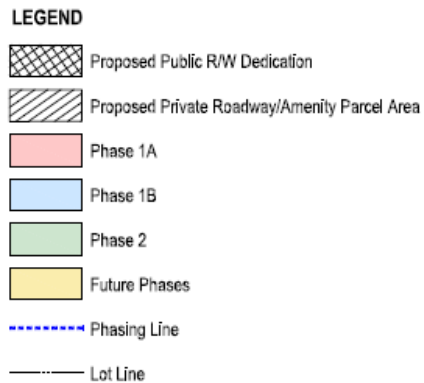 LEGEND
Proposed Public R/W Dedication
Proposed Private Roadway/Amenity Parcel Area
Phase 1A
Phase 1B
Phase 2
Future Phases
Phasing Line
Lot Line